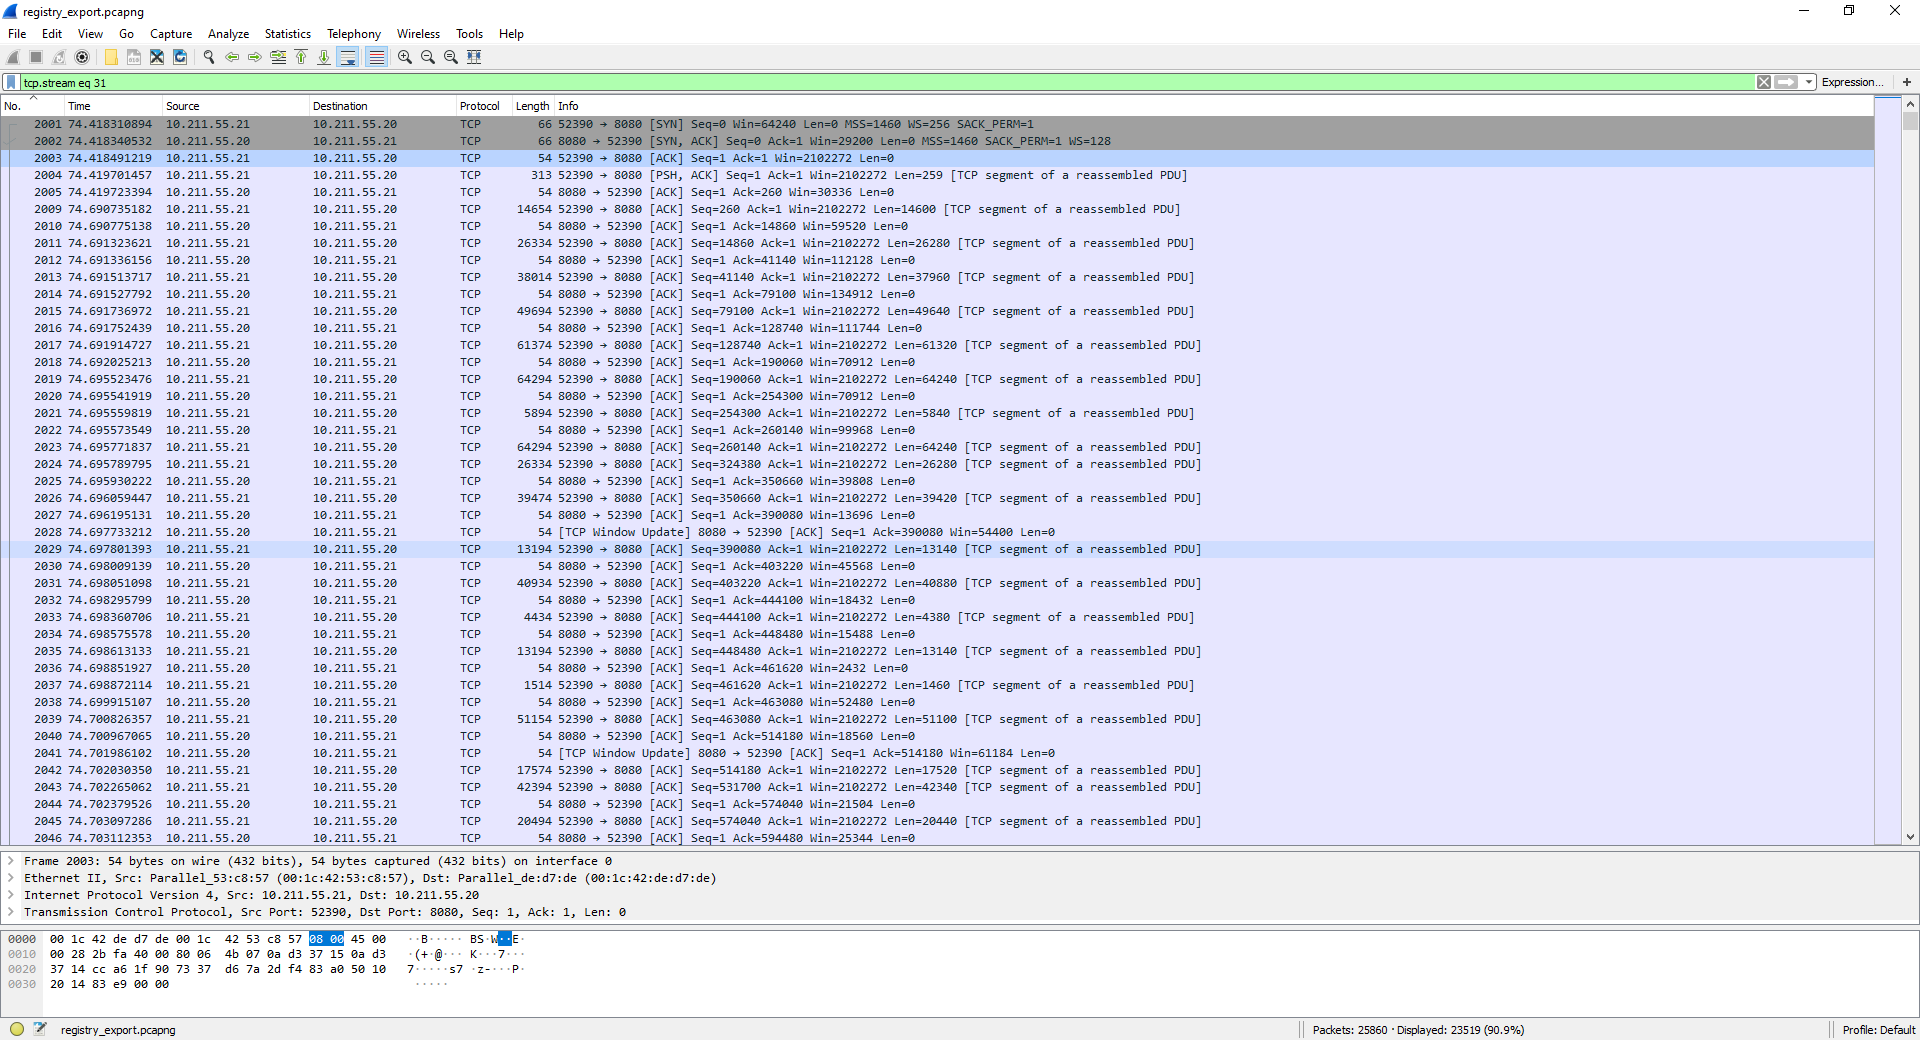 registry_export.pcapng
File Edit View Go Capture Analyze Statistics Telephony Wireless Tools Help
tcp.stream eq 31 Expression… +
No. Time Source Destination Protocol Length Info
2001 74.418310894 10.211.55.21 10.211.55.20 TCP 66 52390 → 8080 [SYN] Seq=0 Win=64240 Len=0 MSS=1460 WS=256 SACK_PERM=1
2002 74.418340532 10.211.55.20 10.211.55.21 TCP 66 8080 → 52390 [SYN, ACK] Seq=0 Ack=1 Win=29200 Len=0 MSS=1460 SACK_PERM=1 WS=128
2003 74.418491219 10.211.55.21 10.211.55.20 TCP 54 52390 → 8080 [ACK] Seq=1 Ack=1 Win=2102272 Len=0
2004 74.419701457 10.211.55.21 10.211.55.20 TCP 313 52390 → 8080 [PSH, ACK] Seq=1 Ack=1 Win=2102272 Len=259 [TCP segment of a reassembled PDU]
2005 74.419723394 10.211.55.20 10.211.55.21 TCP 54 8080 → 52390 [ACK] Seq=1 Ack=260 Win=30336 Len=0
2009 74.690735182 10.211.55.21 10.211.55.20 TCP 14654 52390 → 8080 [ACK] Seq=260 Ack=1 Win=2102272 Len=14600 [TCP segment of a reassembled PDU]
2010 74.690775138 10.211.55.20 10.211.55.21 TCP 54 8080 → 52390 [ACK] Seq=1 Ack=14860 Win=59520 Len=0
2011 74.691323621 10.211.55.21 10.211.55.20 TCP 26334 52390 → 8080 [ACK] Seq=14860 Ack=1 Win=2102272 Len=26280 [TCP segment of a reassembled PDU]
2012 74.691336156 10.211.55.20 10.211.55.21 TCP 54 8080 → 52390 [ACK] Seq=1 Ack=41140 Win=112128 Len=0
2013 74.691513717 10.211.55.21 10.211.55.20 TCP 38014 52390 → 8080 [ACK] Seq=41140 Ack=1 Win=2102272 Len=37960 [TCP segment of a reassembled PDU]
2014 74.691527792 10.211.55.20 10.211.55.21 TCP 54 8080 → 52390 [ACK] Seq=1 Ack=79100 Win=134912 Len=0
2015 74.691736972 10.211.55.21 10.211.55.20 TCP 49694 52390 → 8080 [ACK] Seq=79100 Ack=1 Win=2102272 Len=49640 [TCP segment of a reassembled PDU]
2016 74.691752439 10.211.55.20 10.211.55.21 TCP 54 8080 → 52390 [ACK] Seq=1 Ack=128740 Win=111744 Len=0
2017 74.691914727 10.211.55.21 10.211.55.20 TCP 61374 52390 → 8080 [ACK] Seq=128740 Ack=1 Win=2102272 Len=61320 [TCP segment of a reassembled PDU]
2018 74.692025213 10.211.55.20 10.211.55.21 TCP 54 8080 → 52390 [ACK] Seq=1 Ack=190060 Win=70912 Len=0
2019 74.695523476 10.211.55.21 10.211.55.20 TCP 64294 52390 → 8080 [ACK] Seq=190060 Ack=1 Win=2102272 Len=64240 [TCP segment of a reassembled PDU]
2020 74.695541919 10.211.55.20 10.211.55.21 TCP 54 8080 → 52390 [ACK] Seq=1 Ack=254300 Win=70912 Len=0
2021 74.695559819 10.211.55.21 10.211.55.20 TCP 5894 52390 → 8080 [ACK] Seq=254300 Ack=1 Win=2102272 Len=5840 [TCP segment of a reassembled PDU]
2022 74.695573549 10.211.55.20 10.211.55.21 TCP 54 8080 → 52390 [ACK] Seq=1 Ack=260140 Win=99968 Len=0
2023 74.695771837 10.211.55.21 10.211.55.20 TCP 64294 52390 → 8080 [ACK] Seq=260140 Ack=1 Win=2102272 Len=64240 [TCP segment of a reassembled PDU]
2024 74.695789795 10.211.55.21 10.211.55.20 TCP 26334 52390 → 8080 [ACK] Seq=324380 Ack=1 Win=2102272 Len=26280 [TCP segment of a reassembled PDU]
2025 74.695930222 10.211.55.20 10.211.55.21 TCP 54 8080 → 52390 [ACK] Seq=1 Ack=350660 Win=39808 Len=0
2026 74.696059447 10.211.55.21 10.211.55.20 TCP 39474 52390 → 8080 [ACK] Seq=350660 Ack=1 Win=2102272 Len=39420 [TCP segment of a reassembled PDU]
2027 74.696195131 10.211.55.20 10.211.55.21 TCP 54 8080 → 52390 [ACK] Seq=1 Ack=390080 Win=13696 Len=0
2028 74.697733212 10.211.55.20 10.211.55.21 TCP 54 [TCP Window Update] 8080 → 52390 [ACK] Seq=1 Ack=390080 Win=54400 Len=0
2029 74.697801393 10.211.55.21 10.211.55.20 TCP 13194 52390 → 8080 [ACK] Seq=390080 Ack=1 Win=2102272 Len=13140 [TCP segment of a reassembled PDU]
2030 74.698009139 10.211.55.20 10.211.55.21 TCP 54 8080 → 52390 [ACK] Seq=1 Ack=403220 Win=45568 Len=0
2031 74.698051098 10.211.55.21 10.211.55.20 TCP 40934 52390 → 8080 [ACK] Seq=403220 Ack=1 Win=2102272 Len=40880 [TCP segment of a reassembled PDU]
2032 74.698295799 10.211.55.20 10.211.55.21 TCP 54 8080 → 52390 [ACK] Seq=1 Ack=444100 Win=18432 Len=0
2033 74.698360706 10.211.55.21 10.211.55.20 TCP 4434 52390 → 8080 [ACK] Seq=444100 Ack=1 Win=2102272 Len=4380 [TCP segment of a reassembled PDU]
2034 74.698575578 10.211.55.20 10.211.55.21 TCP 54 8080 → 52390 [ACK] Seq=1 Ack=448480 Win=15488 Len=0
2035 74.698613133 10.211.55.21 10.211.55.20 TCP 13194 52390 → 8080 [ACK] Seq=448480 Ack=1 Win=2102272 Len=13140 [TCP segment of a reassembled PDU]
2036 74.698851927 10.211.55.20 10.211.55.21 TCP 54 8080 → 52390 [ACK] Seq=1 Ack=461620 Win=2432 Len=0
2037 74.698872114 10.211.55.21 10.211.55.20 TCP 1514 52390 → 8080 [ACK] Seq=461620 Ack=1 Win=2102272 Len=1460 [TCP segment of a reassembled PDU]
2038 74.699915107 10.211.55.20 10.211.55.21 TCP 54 8080 → 52390 [ACK] Seq=1 Ack=463080 Win=52480 Len=0
2039 74.700826357 10.211.55.21 10.211.55.20 TCP 51154 52390 → 8080 [ACK] Seq=463080 Ack=1 Win=2102272 Len=51100 [TCP segment of a reassembled PDU]
2040 74.700967065 10.211.55.20 10.211.55.21 TCP 54 8080 → 52390 [ACK] Seq=1 Ack=514180 Win=18560 Len=0
2041 74.701986102 10.211.55.20 10.211.55.21 TCP 54 [TCP Window Update] 8080 → 52390 [ACK] Seq=1 Ack=514180 Win=61184 Len=0
2042 74.702030350 10.211.55.21 10.211.55.20 TCP 17574 52390 → 8080 [ACK] Seq=514180 Ack=1 Win=2102272 Len=17520 [TCP segment of a reassembled PDU]
2043 74.702265062 10.211.55.21 10.211.55.20 TCP 42394 52390 → 8080 [ACK] Seq=531700 Ack=1 Win=2102272 Len=42340 [TCP segment of a reassembled PDU]
2044 74.702379526 10.211.55.20 10.211.55.21 TCP 54 8080 → 52390 [ACK] Seq=1 Ack=574040 Win=21504 Len=0
2045 74.703097286 10.211.55.21 10.211.55.20 TCP 20494 52390 → 8080 [ACK] Seq=574040 Ack=1 Win=2102272 Len=20440 [TCP segment of a reassembled PDU]
2046 74.703112353 10.211.55.20 10.211.55.21 TCP 54 8080 → 52390 [ACK] Seq=1 Ack=594480 Win=25344 Len=0
Frame 2003: 54 bytes on wire (432 bits), 54 bytes captured (432 bits) on interface 0
Ethernet II, Src: Parallel_53:c8:57 (00:1c:42:53:c8:57), Dst: Parallel_de:d7:de (00:1c:42:de:d7:de)
Internet Protocol Version 4, Src: 10.211.55.21, Dst: 10.211.55.20
Transmission Control Protocol, Src Port: 52390, Dst Port: 8080, Seq: 1, Ack: 1, Len: 0
0000 00 1c 42 de d7 de 00 1c 42 53 c8 57 08 00 45 00 ··B····· BS·W··E·
0010 00 28 2b fa 40 00 80 06 4b 07 0a d3 37 15 0a d3 ·(+·@··· K···7···
0020 37 14 cc a6 1f 90 73 37 d6 7a 2d f4 83 a0 50 10 7·····s7 ·z-···P·
0030 20 14 83 e9 00 00 ·····
registry_export.pcapng Packets: 25860 · Displayed: 23519 (90.9%) Profile: Default